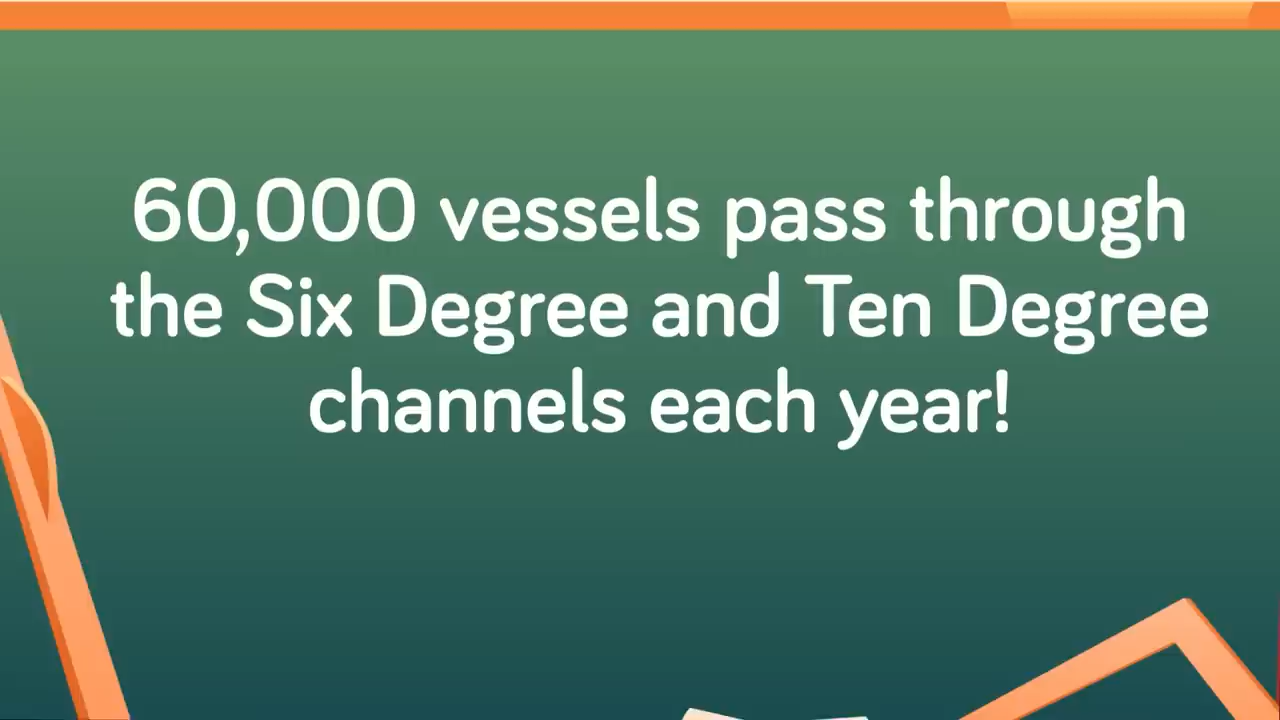 60,000 vessels pass through
the Six Degree and Ten Degree
channels each year!